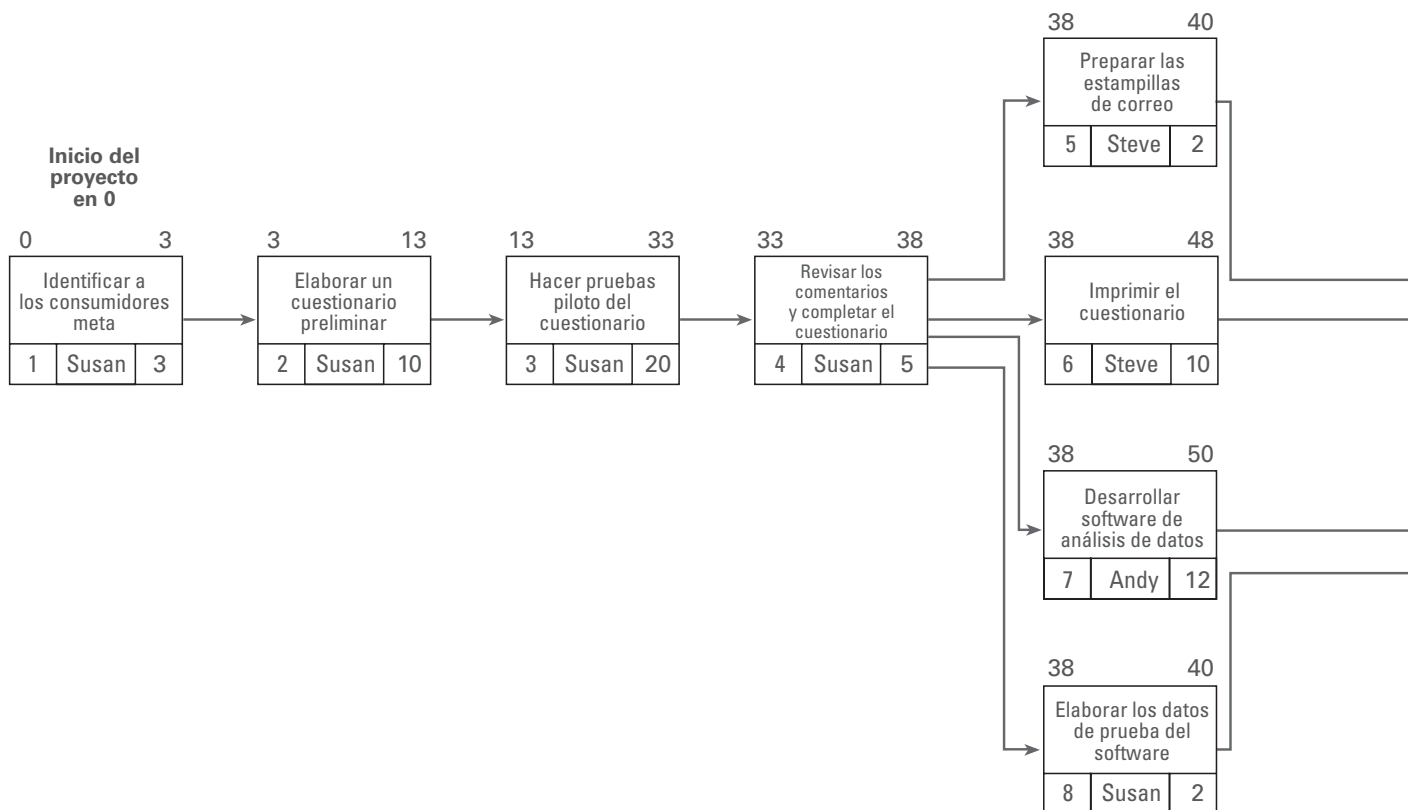 Inicio del
proyecto
en 0
0 3
Identificar a
los consumidores
meta
1 Susan 3
3 13
Elaborar un
cuestionario
preliminar
2 Susan 10
13 33
Hacer pruebas
piloto del
cuestionario
3 Susan 20
33 38
Revisar los
comentarios
y completar el
cuestionario
4 Susan 5
38 40
Preparar las
estampillas
de correo
5 Steve 2
38 48
Imprimir el
cuestionario
6 Steve 10
38 50
Desarrollar
software de
análisis de datos
7 Andy 12
38 40
Elaborar los datos
de prueba del
software
8 Susan 2